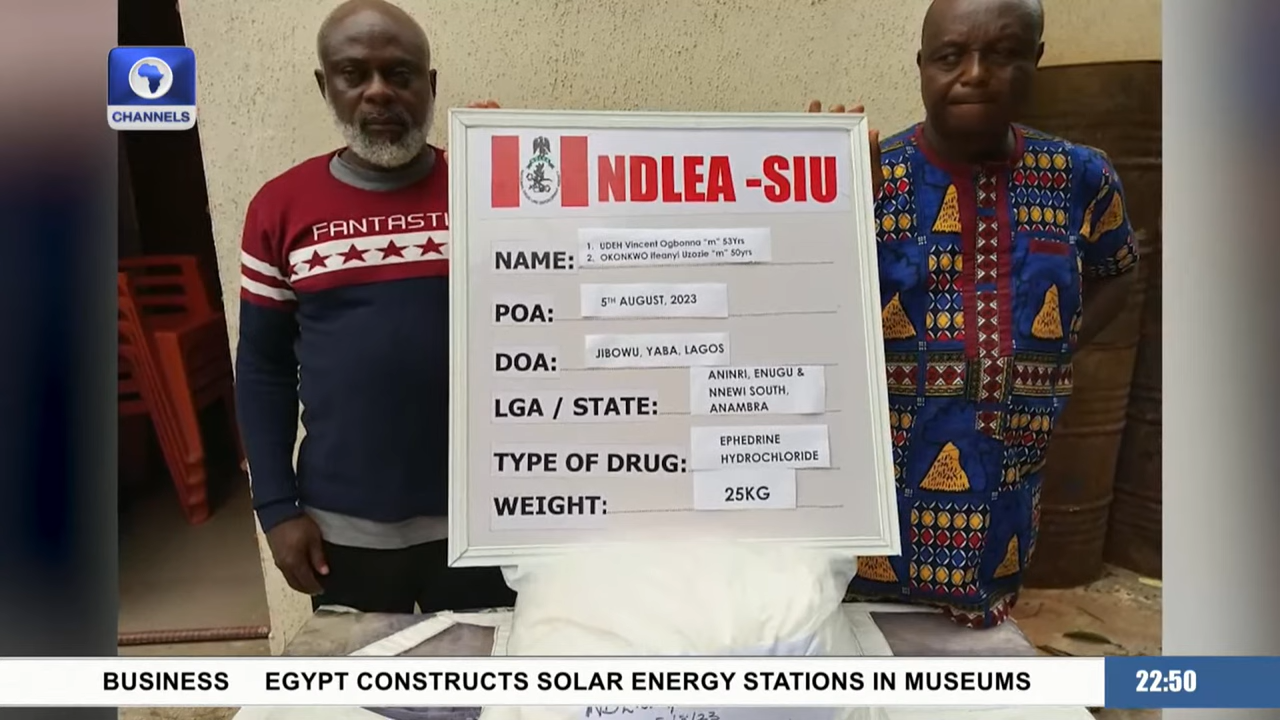 CHANNELS
FANTASTI
NDLEA -SIU
NAME:
1. UDEH Vincent Ogbonna "m" 53Yrs
2. OKONKWO Ifeanyi Uzozie "m" 50yrs
POA:
5TH AUGUST, 2023
DOA:
JIBOWU, YABA, LAGOS
LGA / STATE:
ANINRI, ENUGU &
NNEWI SOUTH,
ANAMBRA
TYPE OF DRUG:
EPHEDRINE
HYDROCHLORIDE
WEIGHT:
25KG
BUSINESS EGYPT CONSTRUCTS SOLAR ENERGY STATIONS IN MUSEUMS
22:50